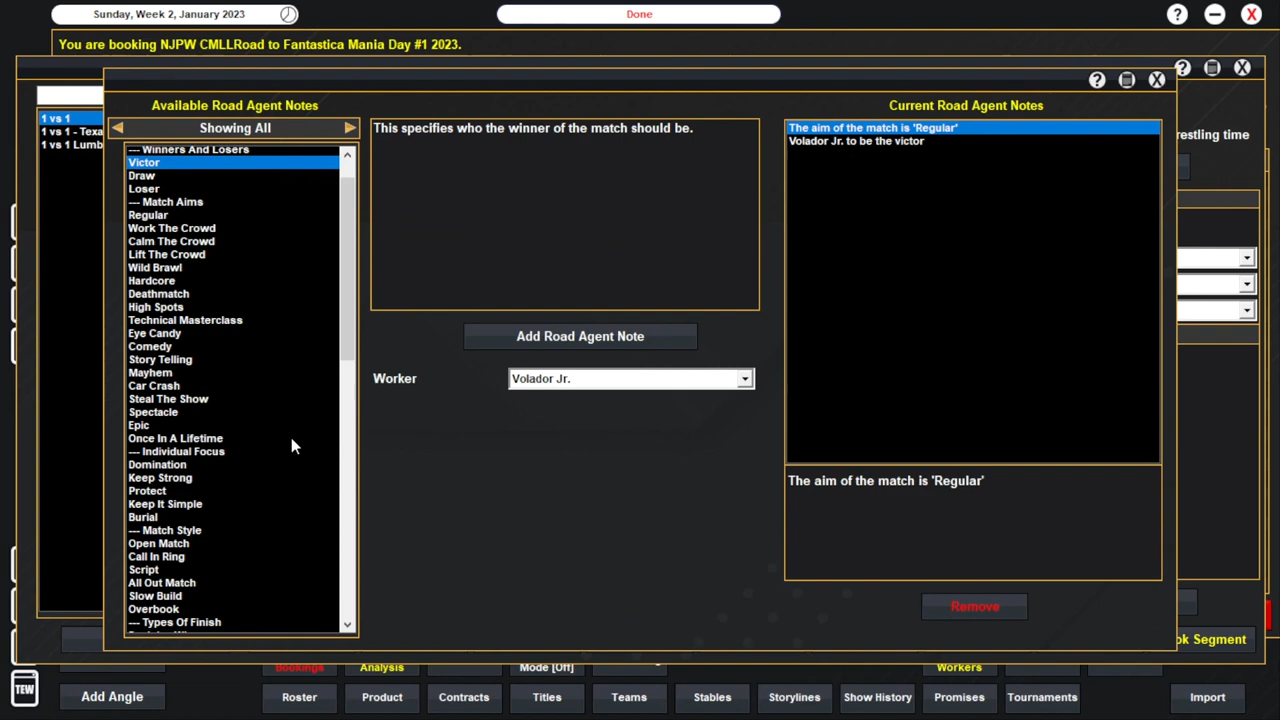 Sunday, Week 2, January 2023
Done
You are booking NJPW CMLLRoad to Fantastica Mania Day #1 2023.
Available Road Agent Notes
Current Road Agent Notes
Showing All
1 vs 1
1 vs 1 - Texa
1 vs 1 Lumb
--- Winners And Losers
Victor
Draw
Loser
--- Match Aims
Regular
Work The Crowd
Calm The Crowd
Lift The Crowd
Wild Brawl
Hardcore
Deathmatch
High Spots
Technical Masterclass
Eye Candy
Comedy
Story Telling
Mayhem
Car Crash
Steal The Show
Spectacle
Epic
Once In A Lifetime
--- Individual Focus
Domination
Keep Strong
Protect
Keep It Simple
Burial
--- Match Style
Open Match
Call In Ring
Script
All Out Match
Slow Build
Overbook
--- Types Of Finish
This specifies who the winner of the match should be.
Add Road Agent Note
Worker
Volador Jr.
The aim of the match is 'Regular'
Volador Jr. to be the victor
The aim of the match is 'Regular'
Remove
restling time
ok Segment
Bookings
Analysis
Mode [Off]
Workers
TEW
Add Angle
Roster
Product
Contracts
Titles
Teams
Stables
Storylines
Show History
Promises
Tournaments
Import